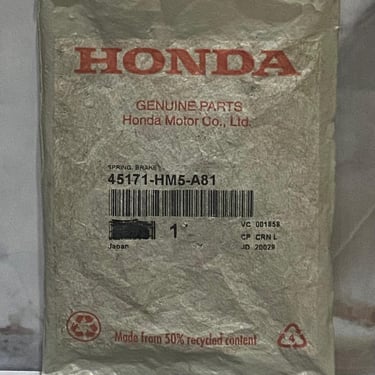 HONDA
GENUINE PARTS
Honda Motor Co., Ltd.
SPRING, BRAKE
45171-HM5-A81
1
VC 001858
Japan
CP CRN L
JD 20029
Made from 50% recycled content
4